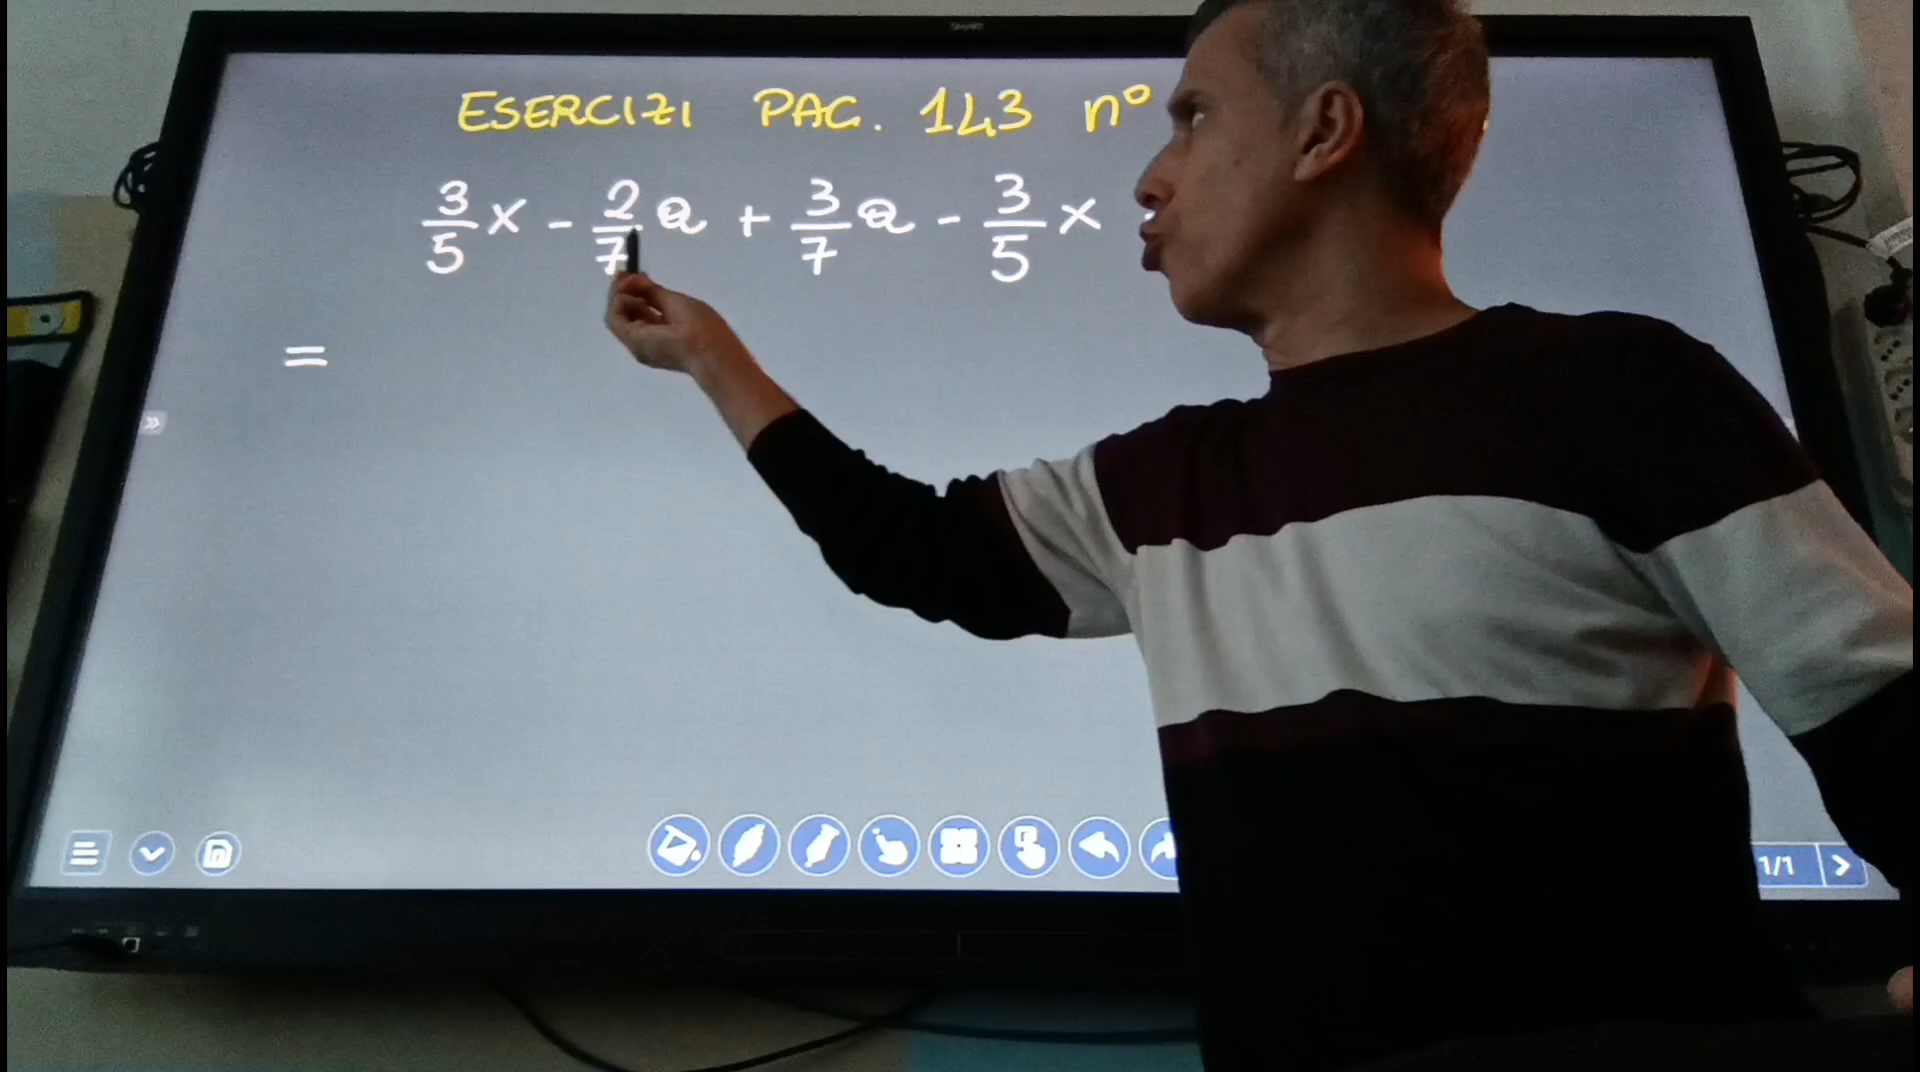 ESERCIZI PAG. 143 n°
3/5 x - 2/7 a + 3/7 a - 3/5 x
=
1/1